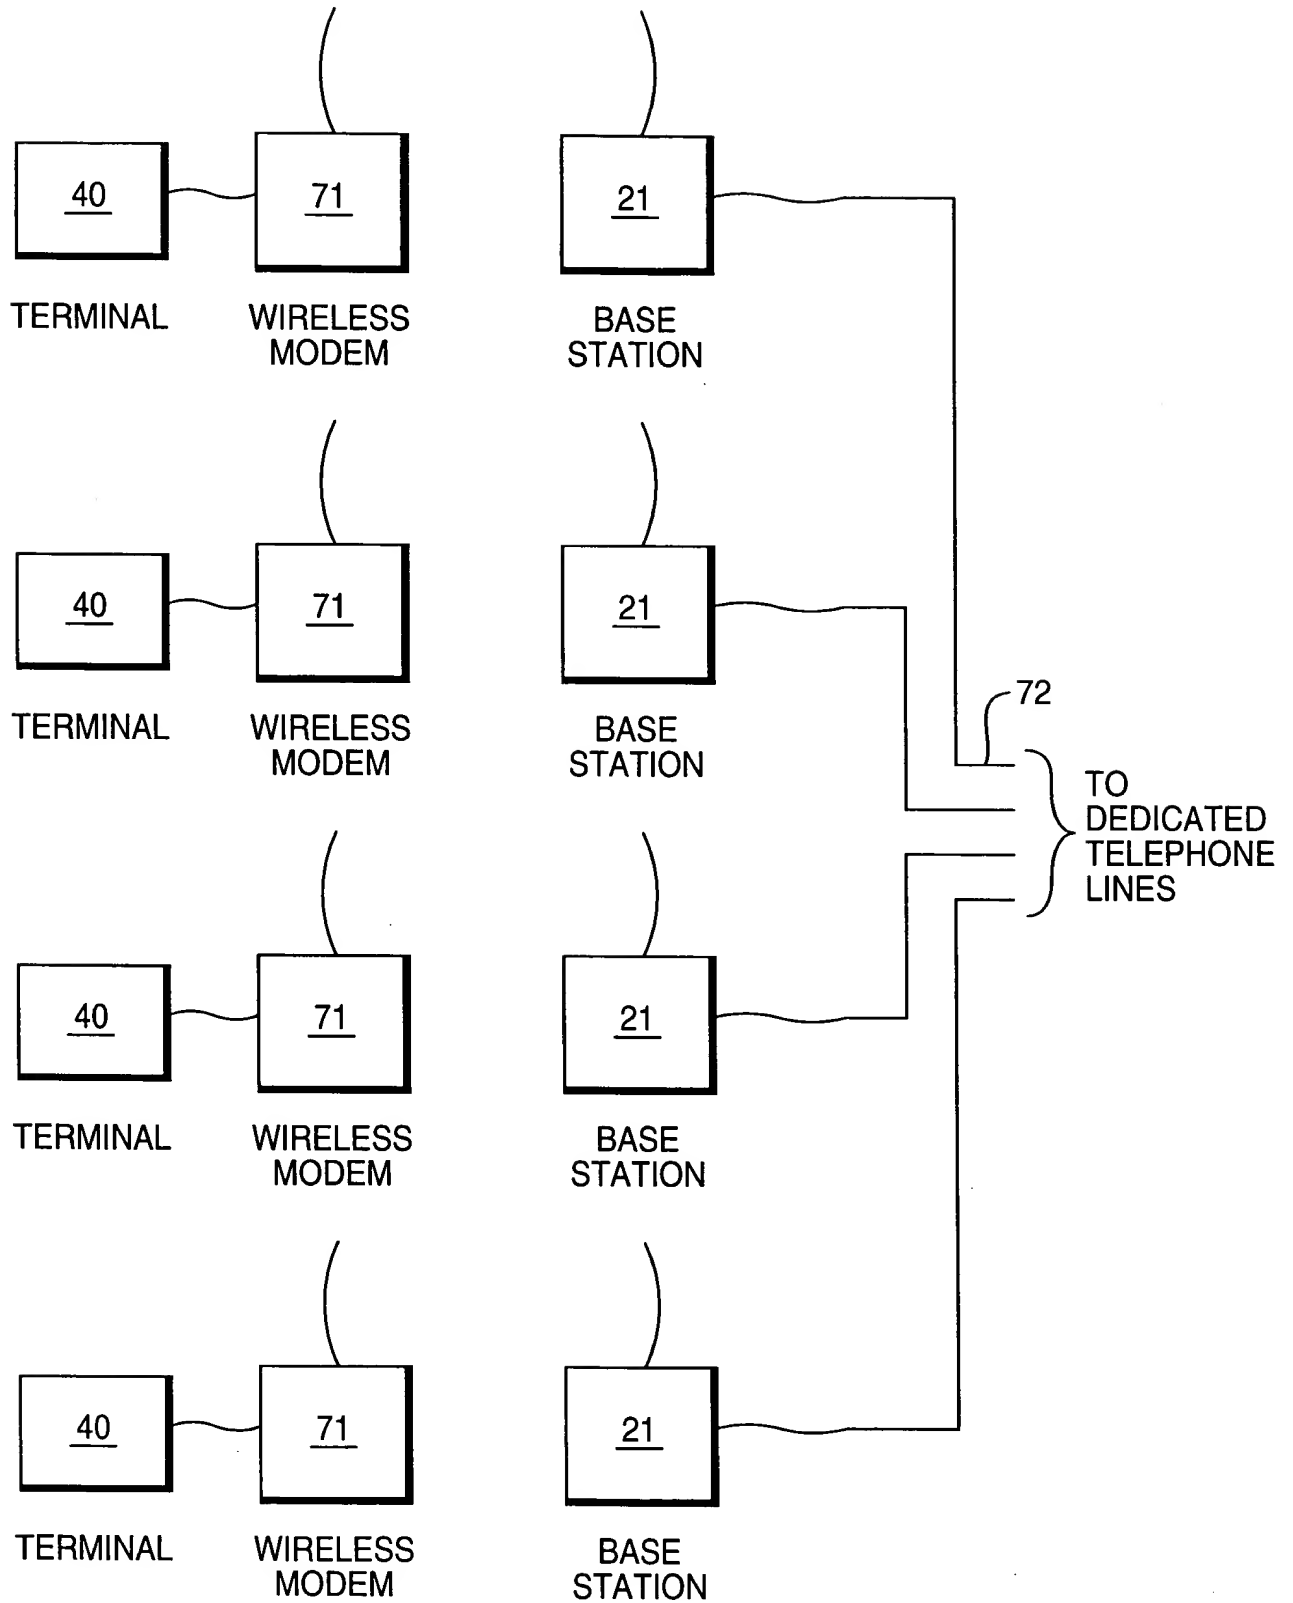 40
71
21
TERMINAL
WIRELESS
MODEM
BASE
STATION
40
71
21
TERMINAL
WIRELESS
MODEM
BASE
STATION
72
TO
DEDICATED
TELEPHONE
LINES
40
71
21
TERMINAL
WIRELESS
MODEM
BASE
STATION
40
71
21
TERMINAL
WIRELESS
MODEM
BASE
STATION